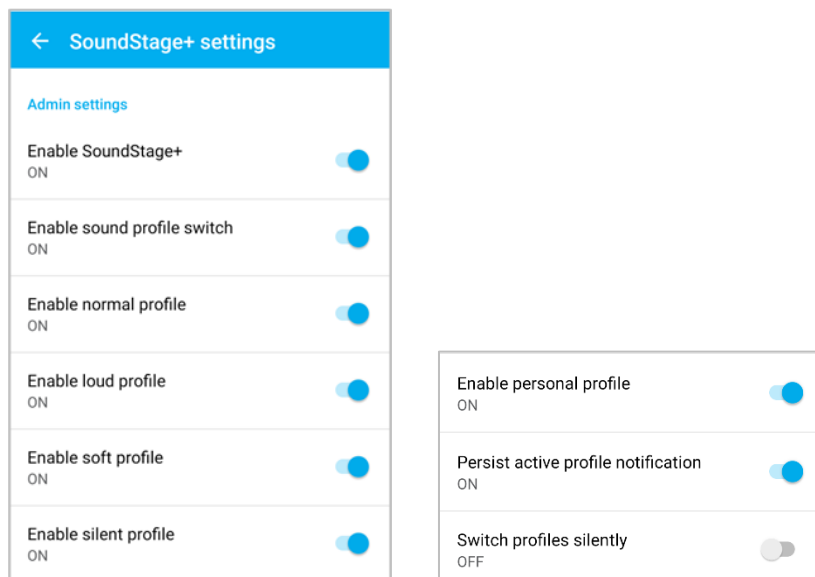 SoundStage+ settings
Admin settings
Enable SoundStage+
ON
Enable sound profile switch
ON
Enable normal profile
ON
Enable loud profile
ON
Enable soft profile
ON
Enable silent profile
ON
Enable personal profile
ON
Persist active profile notification
ON
Switch profiles silently
OFF